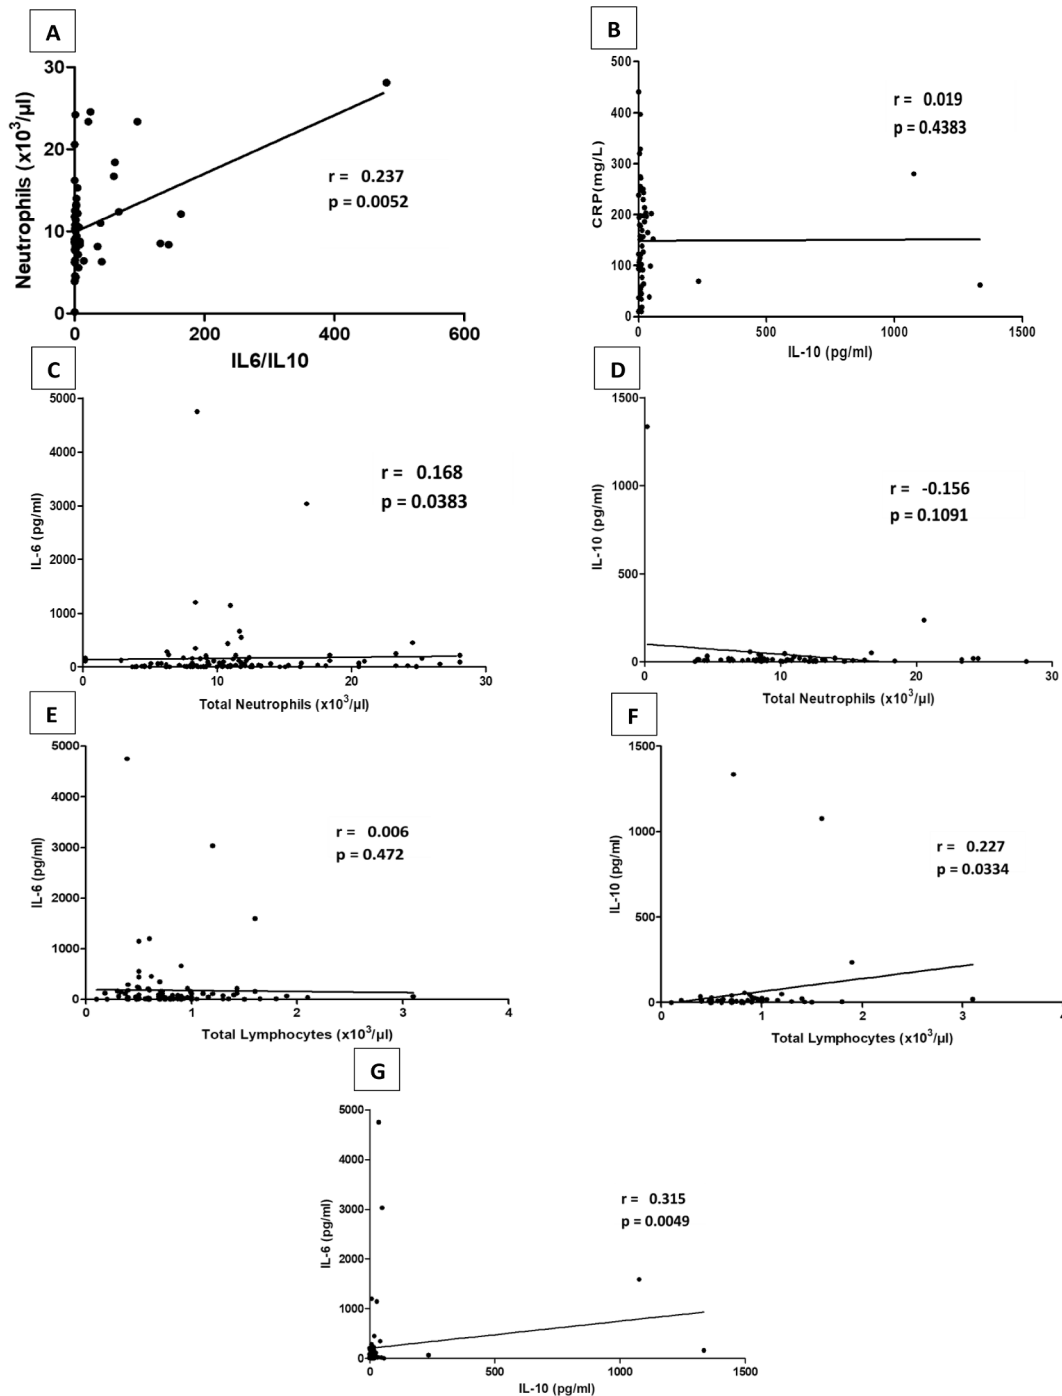 A
Neutrophils (x10³/µl)
30
20
10
0
0 200 400 600
IL6/IL10
r = 0.237
p = 0.0052
B
CRP(mg/L)
500
400
300
200
100
0
0 500 1000 1500
IL-10 (pg/ml)
r = 0.019
p = 0.4383
C
IL-6 (pg/ml)
5000
4000
3000
2000
1000
0
0 10 20 30
Total Neutrophils (x10³/µl)
r = 0.168
p = 0.0383
D
IL-10 (pg/ml)
1500
1000
500
0
0 10 20 30
Total Neutrophils (x10³/µl)
r = -0.156
p = 0.1091
E
IL-6 (pg/ml)
5000
4000
3000
2000
1000
0
0 1 2 3 4
Total Lymphocytes (x10³/µl)
r = 0.006
p = 0.472
F
IL-10 (pg/ml)
1500
1000
500
0
0 1 2 3 4
Total Lymphocytes (x10³/µl)
r = 0.227
p = 0.0334
G
IL-6 (pg/ml)
5000
4000
3000
2000
1000
0
0 500 1000 1500
IL-10 (pg/ml)
r = 0.315
p = 0.0049